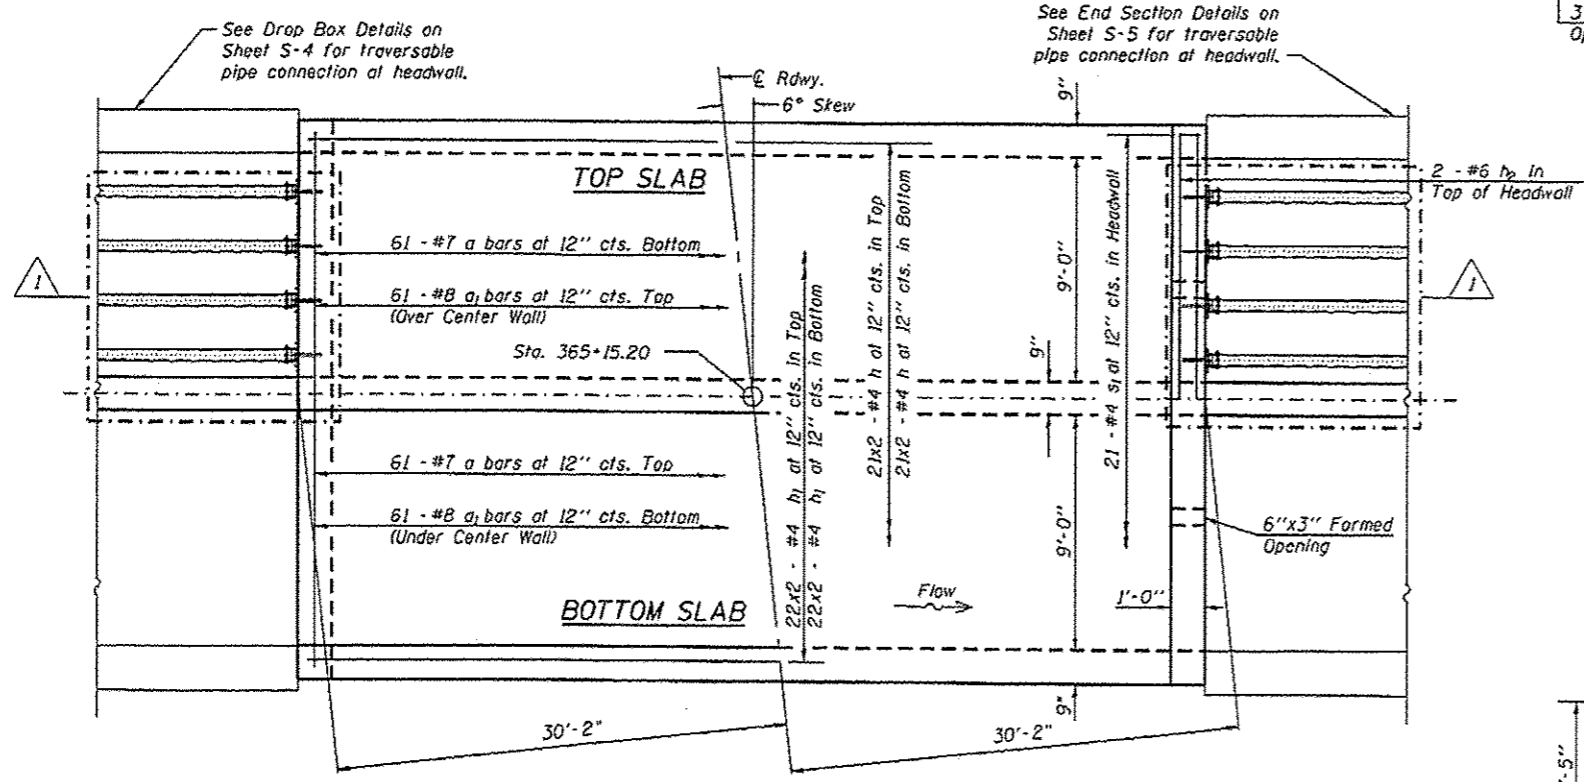 See Drop Box Details on
Sheet S-4 for traversable
pipe connection at headwall.
See End Section Details on
Sheet S-5 for traversable
pipe connection at headwall.
3
℄ Rdwy.
6° Skew
9"
TOP SLAB
2 - #6 h₂ in
Top of Headwall
61 - #7 a bars at 12" cts. Bottom
61 - #8 a₁ bars at 12" cts. Top
(Over Center Wall)
Sta. 365+15.20
1
1
22x2 - #4 h₁ at 12" cts. in Top
22x2 - #4 h₁ at 12" cts. in Bottom
21x2 - #4 h at 12" cts. in Top
21x2 - #4 h at 12" cts. in Bottom
9'-0"
9"
21 - #4 s₁ at 12" cts. in Headwall
61 - #7 a bars at 12" cts. Top
61 - #8 a₁ bars at 12" cts. Bottom
(Under Center Wall)
9'-0"
6"x3" Formed
Opening
BOTTOM SLAB
Flow
1'-0"
9"
30'-2"
30'-2"
'-5"